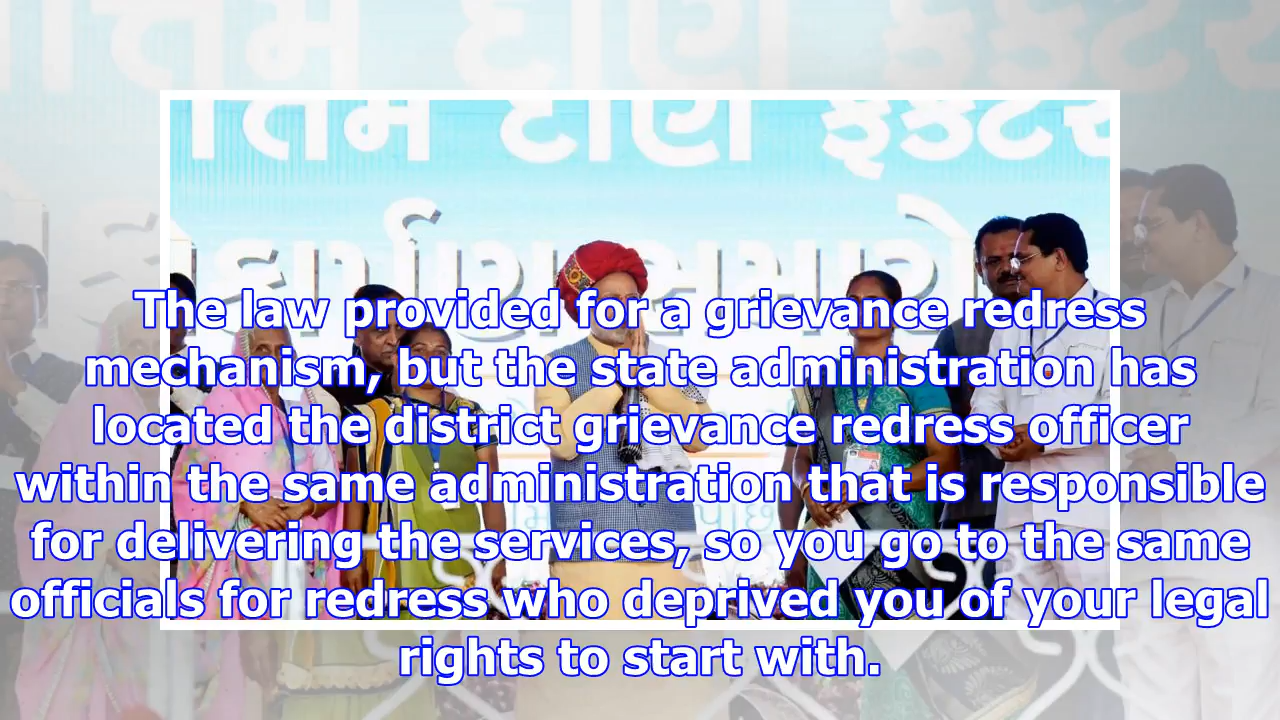 The law provided for a grievance redress
mechanism, but the state administration has
located the district grievance redress officer
within the same administration that is responsible
for delivering the services, so you go to the same
officials for redress who deprived you of your legal
rights to start with.